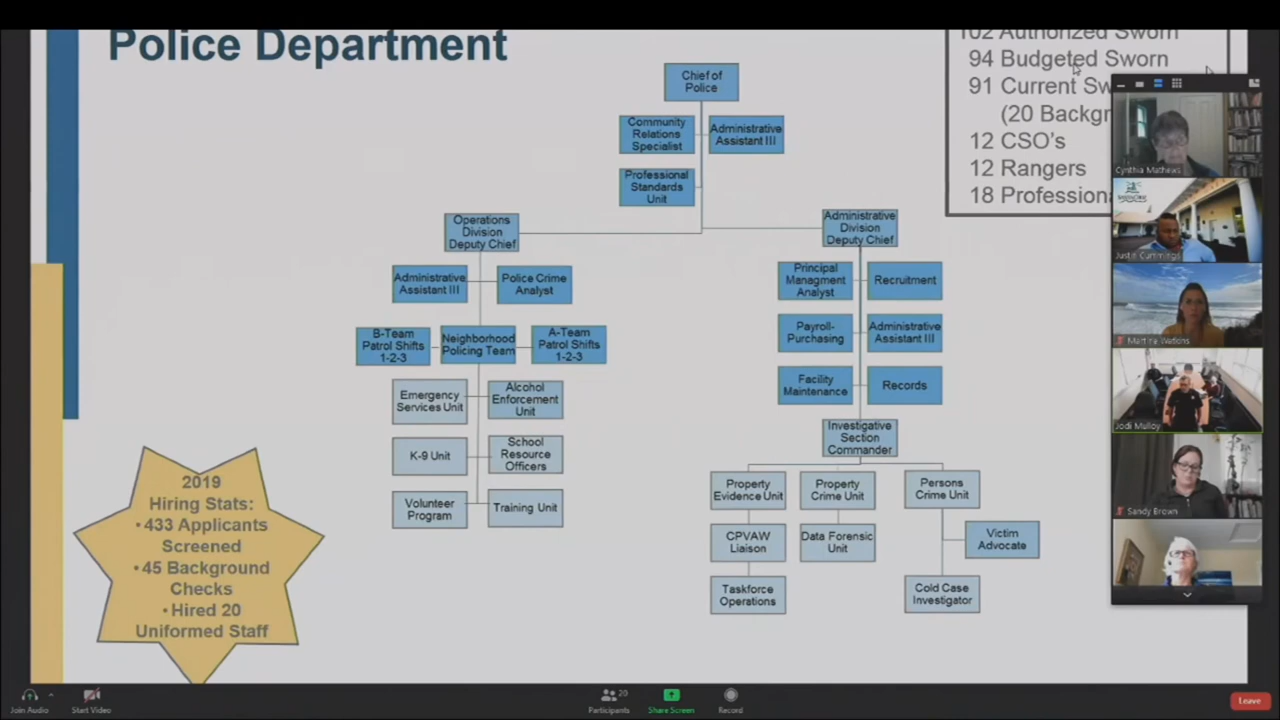 Police Department
102 Authorized Sworn
94 Budgeted Sworn
91 Current Sw
(20 Backgr
12 CSO's
12 Rangers
18 Professiona
Chief of
Police
Community
Relations
Specialist
Administrative
Assistant III
Professional
Standards
Unit
Operations
Division
Deputy Chief
Administrative
Division
Deputy Chief
Administrative
Assistant III
Police Crime
Analyst
Principal
Managment
Analyst
Recruitment
B-Team
Patrol Shifts
1-2-3
Neighborhood
Policing Team
A-Team
Patrol Shifts
1-2-3
Payroll-
Purchasing
Administrative
Assistant III
Facility
Maintenance
Records
Emergency
Services Unit
Alcohol
Enforcement
Unit
K-9 Unit
School
Resource
Officers
Volunteer
Program
Training Unit
Investigative
Section
Commander
Property
Evidence Unit
Property
Crime Unit
Persons
Crime Unit
CPVAW
Liaison
Data Forensic
Unit
Victim
Advocate
Taskforce
Operations
Cold Case
Investigator
2019
Hiring Stats:
• 433 Applicants
Screened
• 45 Background
Checks
• Hired 20
Uniformed Staff
Cynthia Mathews
Justin Cummings
Martine Watkins
Jodi Mulloy
Sandy Brown
Join Audio
Start Video
20
Participants
Share Screen
Record
Leave